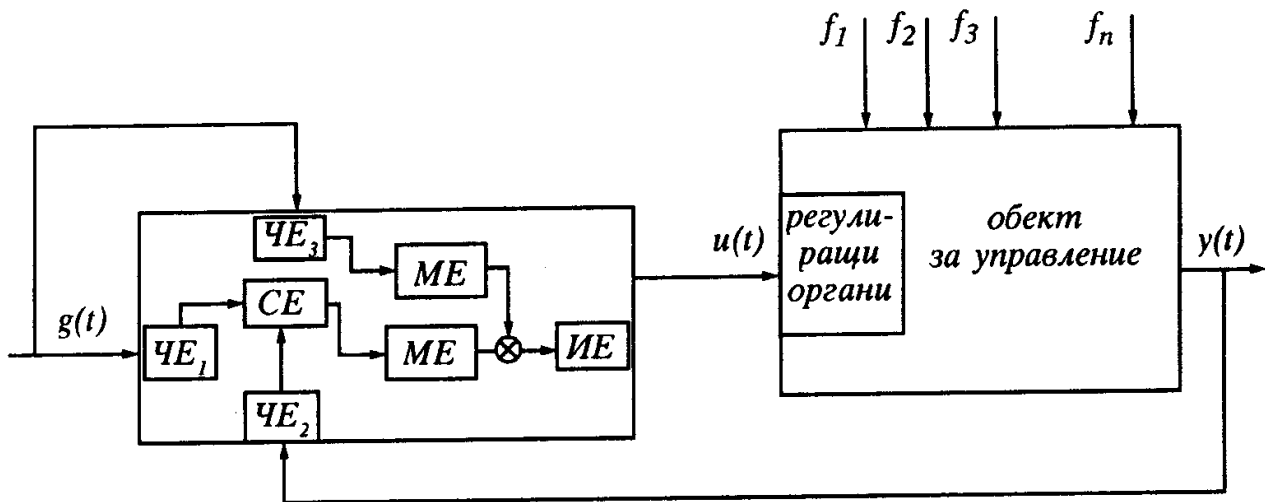 f₁ f₂ f₃ fₙ
ЧЕ₃
МЕ
регули-
ращи
органи
обект
за управление
u(t)
y(t)
g(t)
СЕ
ЧЕ₁
МЕ
ИЕ
ЧЕ₂